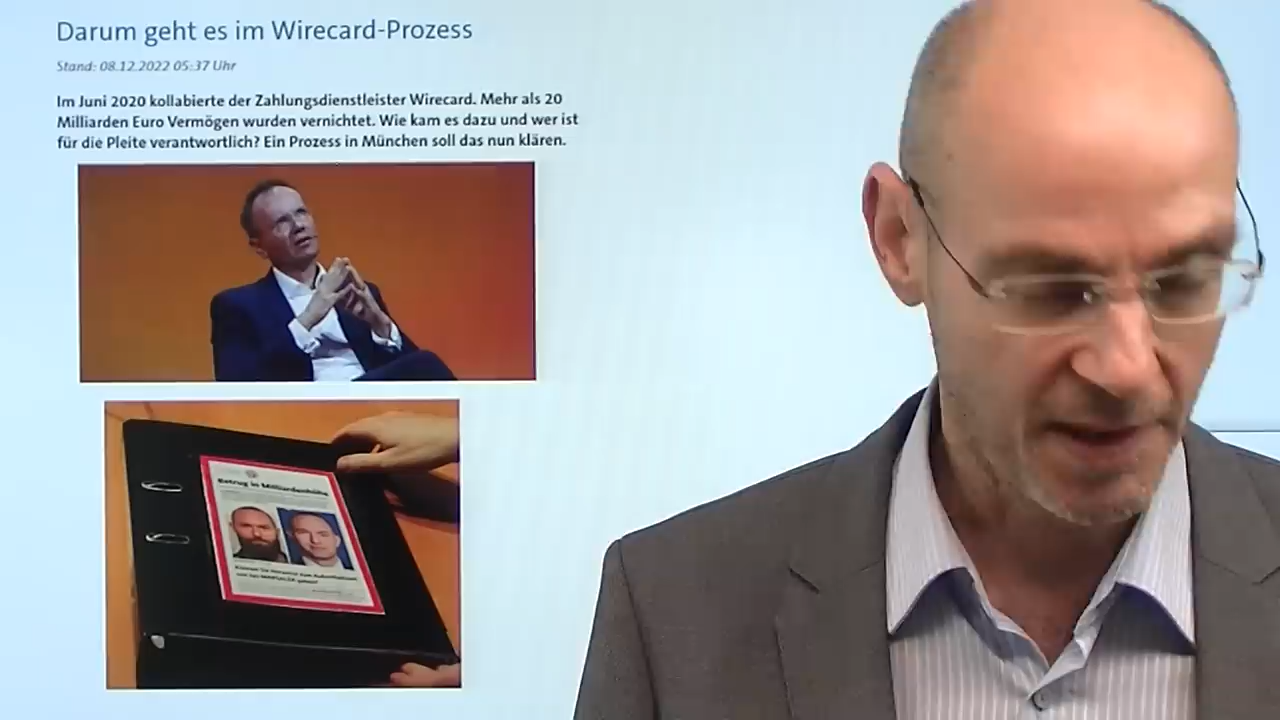 Darum geht es im Wirecard-Prozess
Stand: 08.12.2022 05:37 Uhr
Im Juni 2020 kollabierte der Zahlungsdienstleister Wirecard. Mehr als 20
Milliarden Euro Vermögen wurden vernichtet. Wie kam es dazu und wer ist
für die Pleite verantwortlich? Ein Prozess in München soll das nun klären.
Betrug in Milliardenhöhe